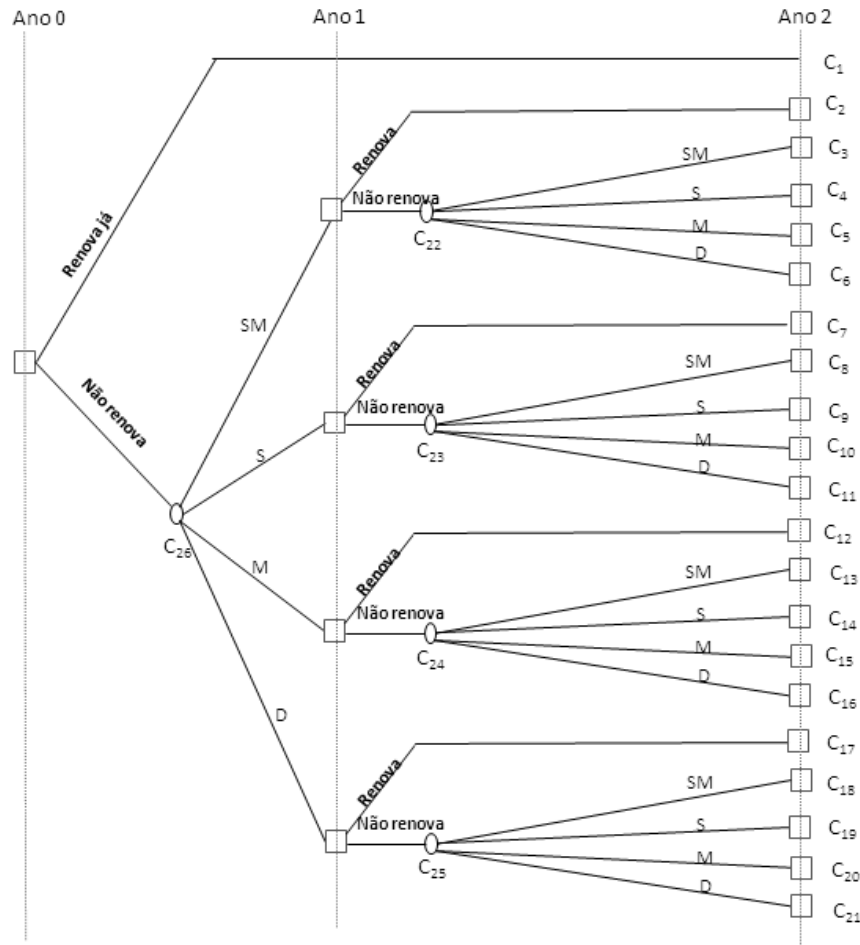 Ano 0 Ano 1 Ano 2
C1
C2
Renova
SM
C3
Não renova
S
C4
C22
M
C5
D
C6
Renova já
SM
Renova
C7
SM
C8
Não renova
S
C9
C23
M
C10
D
C11
Não renova
S
C26
M
Renova
C12
SM
C13
Não renova
S
C14
C24
M
C15
D
C16
D
Renova
C17
SM
C18
Não renova
S
C19
C25
M
C20
D
C21